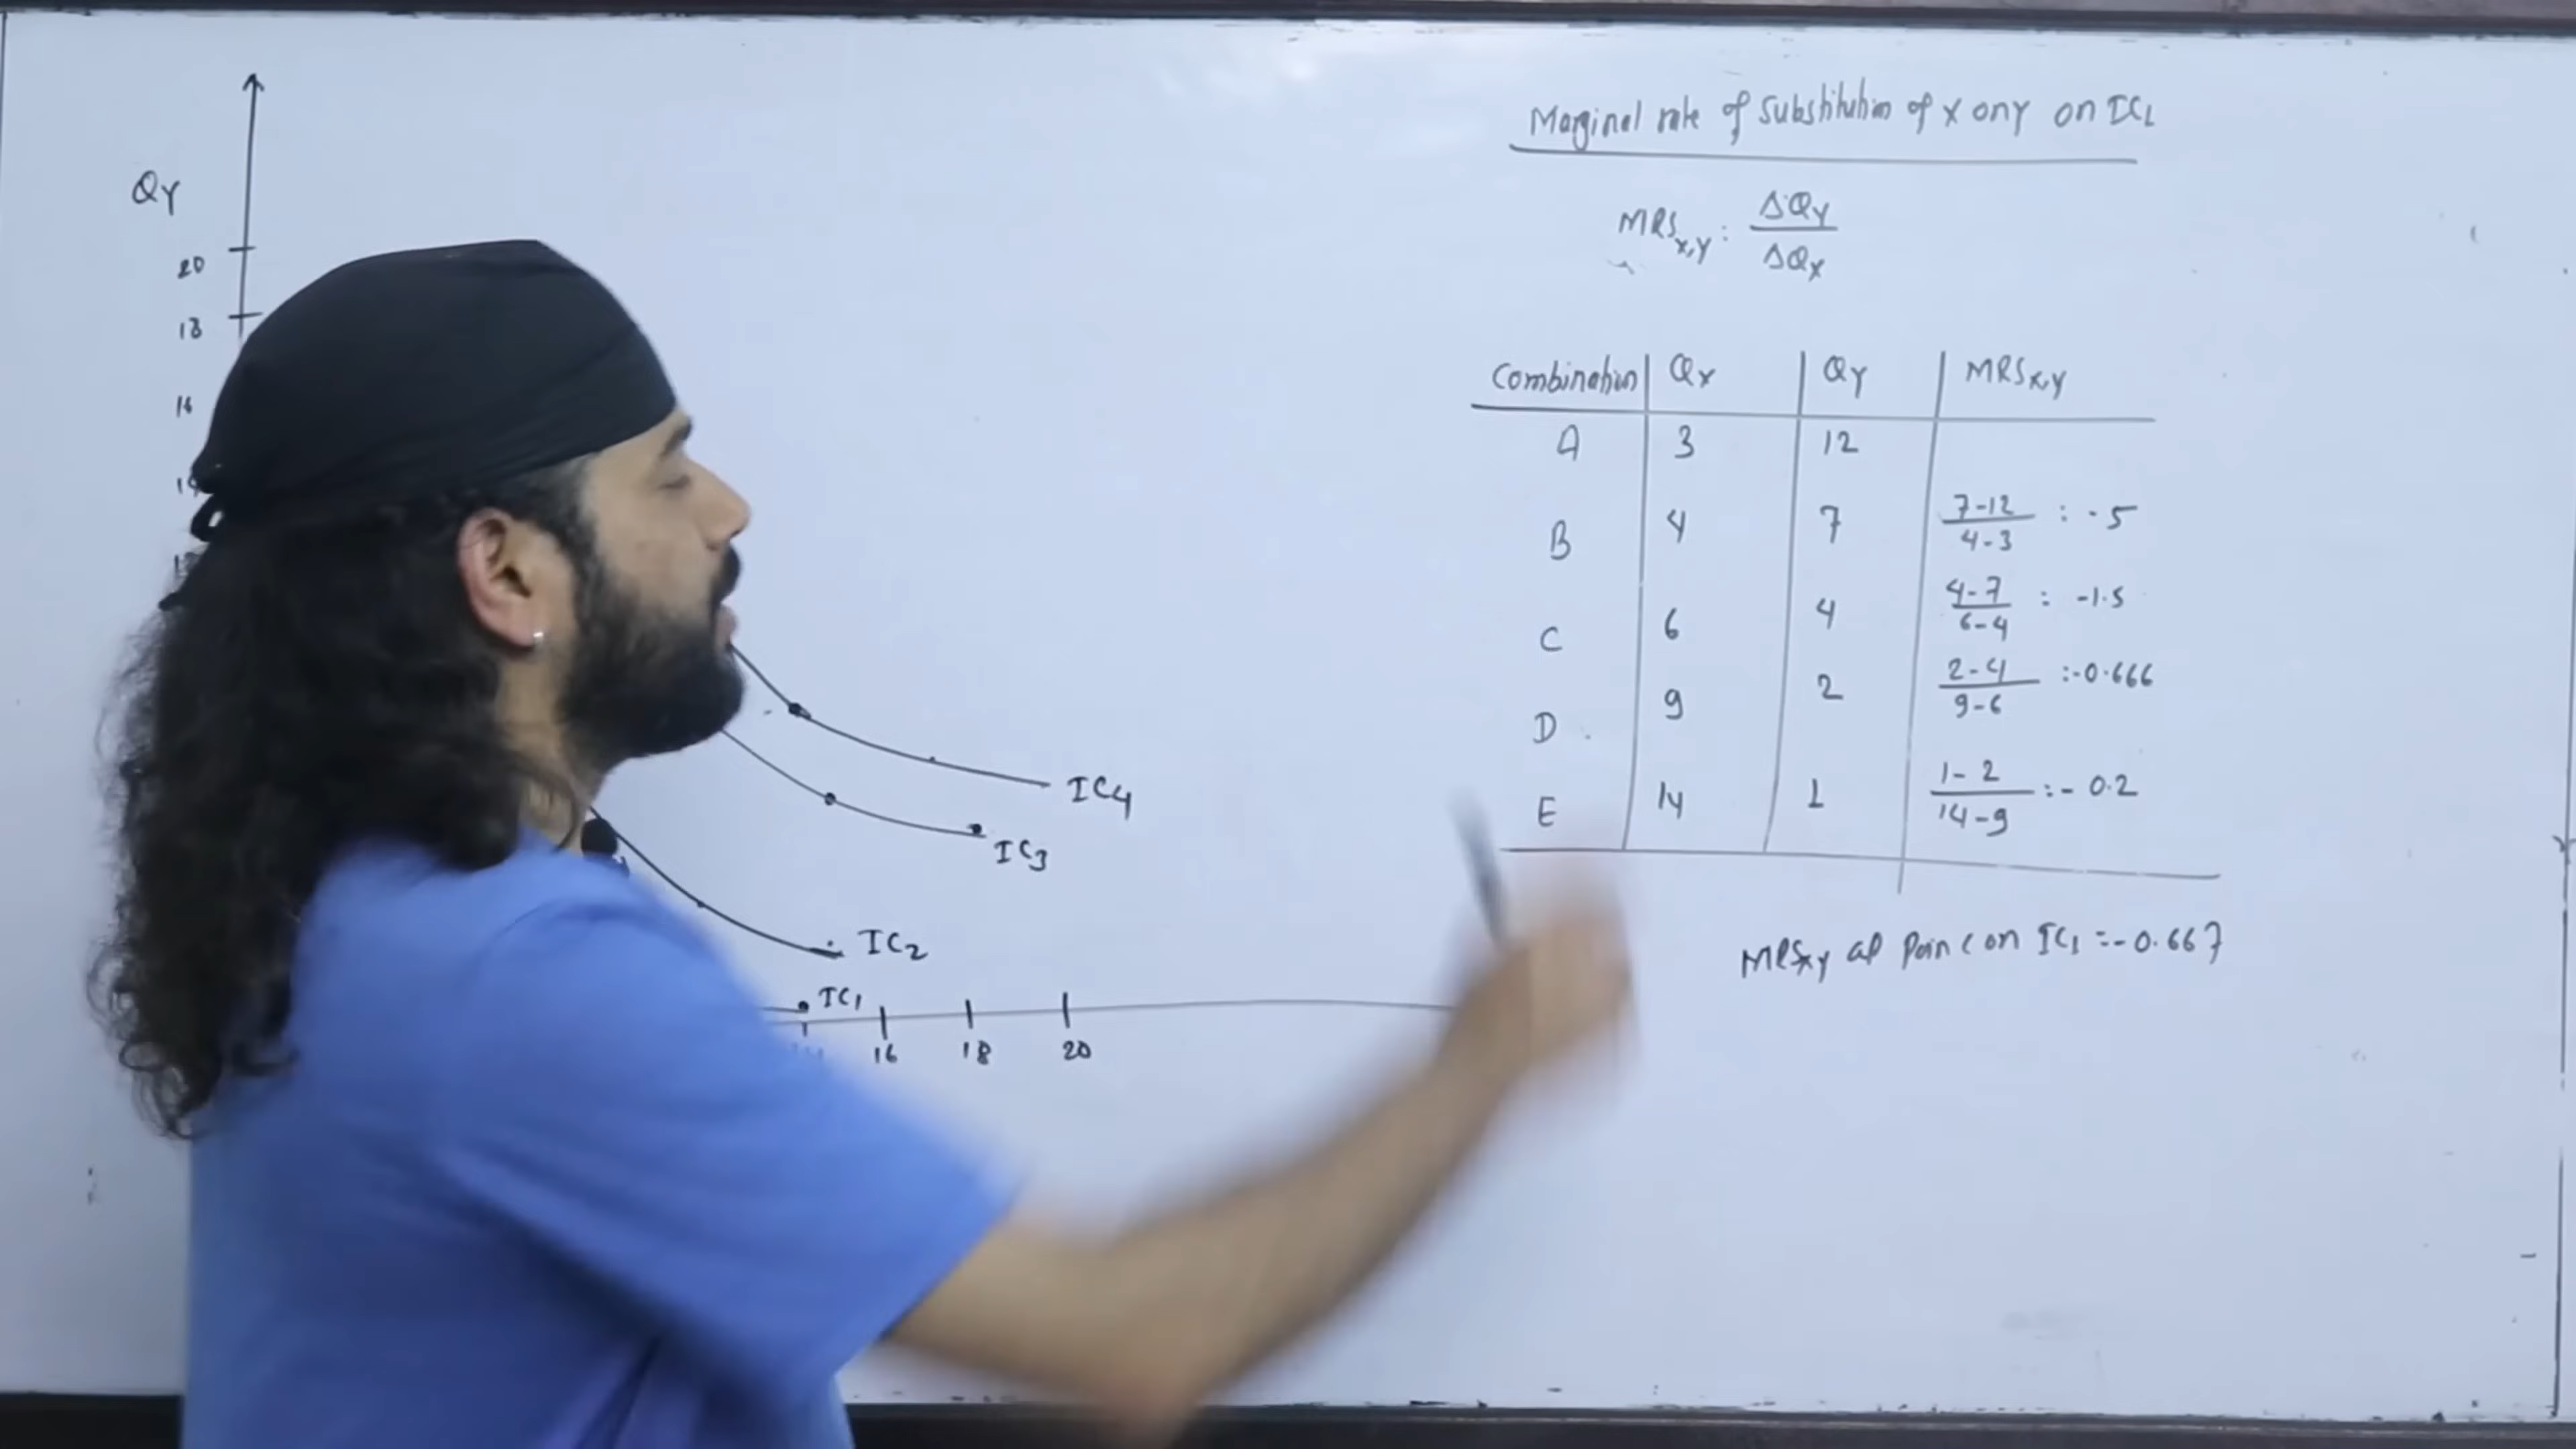 Marginal rate of substitution of X on Y on IC1
MRSx,y : ΔQY / ΔQX
QY
20
18
16
Combination | QX | QY | MRSx,y
A 3 12
B 4 7 7-12 / 4-3 : -5
C 6 4 4-7 / 6-4 : -1.5
D 9 2 2-4 / 9-6 :-0.666
E 14 1 1-2 / 14-9 :- 0.2
IC4
IC3
IC2
IC1
16 18 20
MRSxy at Poin C on IC1 =- 0.667